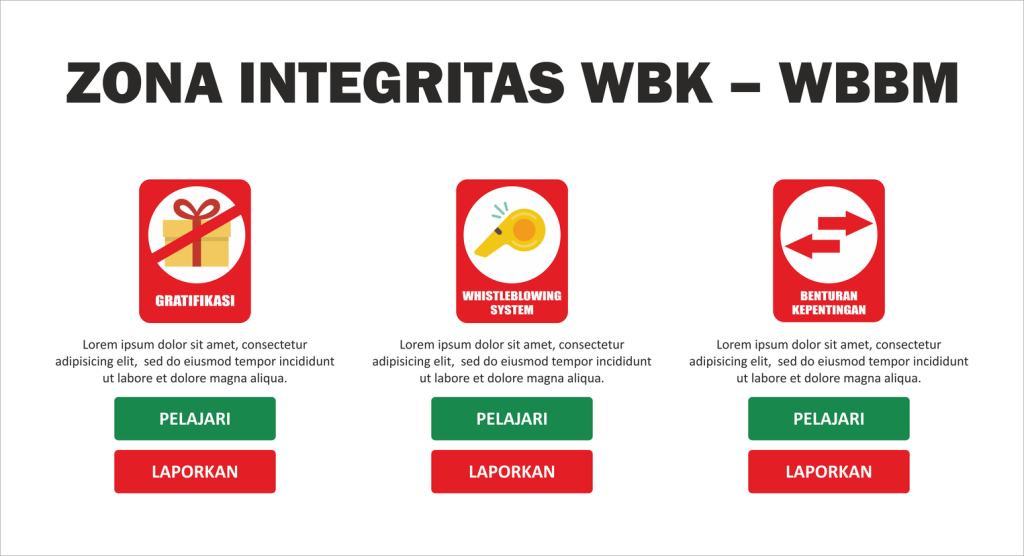 ZONA INTEGRITAS WBK – WBBM
GRATIFIKASI
Lorem ipsum dolor sit amet, consectetur
adipisicing elit, sed do eiusmod tempor incididunt
ut labore et dolore magna aliqua.
PELAJARI
LAPORKAN
WHISTLEBLOWING
SYSTEM
Lorem ipsum dolor sit amet, consectetur
adipisicing elit, sed do eiusmod tempor incididunt
ut labore et dolore magna aliqua.
PELAJARI
LAPORKAN
BENTURAN
KEPENTINGAN
Lorem ipsum dolor sit amet, consectetur
adipisicing elit, sed do eiusmod tempor incididunt
ut labore et dolore magna aliqua.
PELAJARI
LAPORKAN